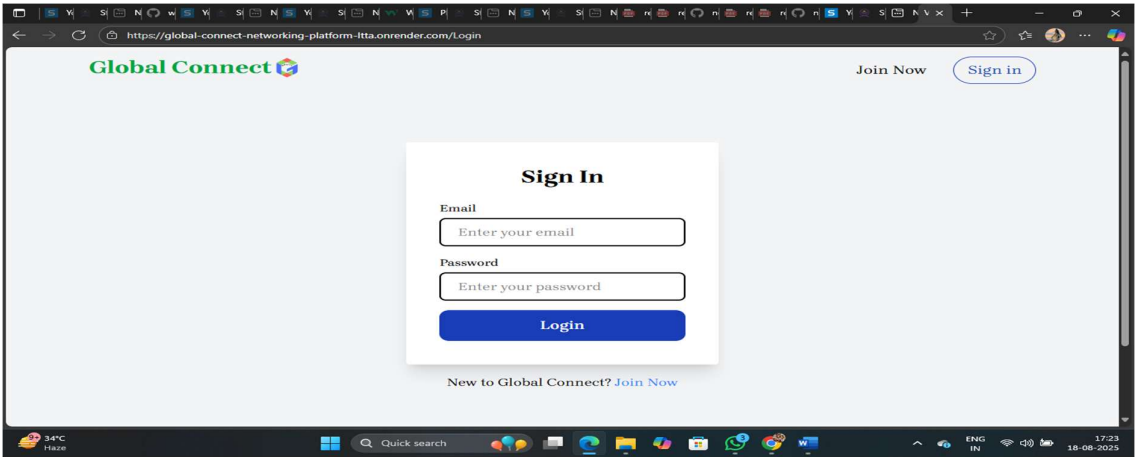 https://global-connect-networking-platform-ltta.onrender.com/Login
Global Connect
Join Now
Sign in
Sign In
Email
Enter your email
Password
Enter your password
Login
New to Global Connect? Join Now
34°C
Haze
Quick search
ENG
IN
17:23
18-08-2025